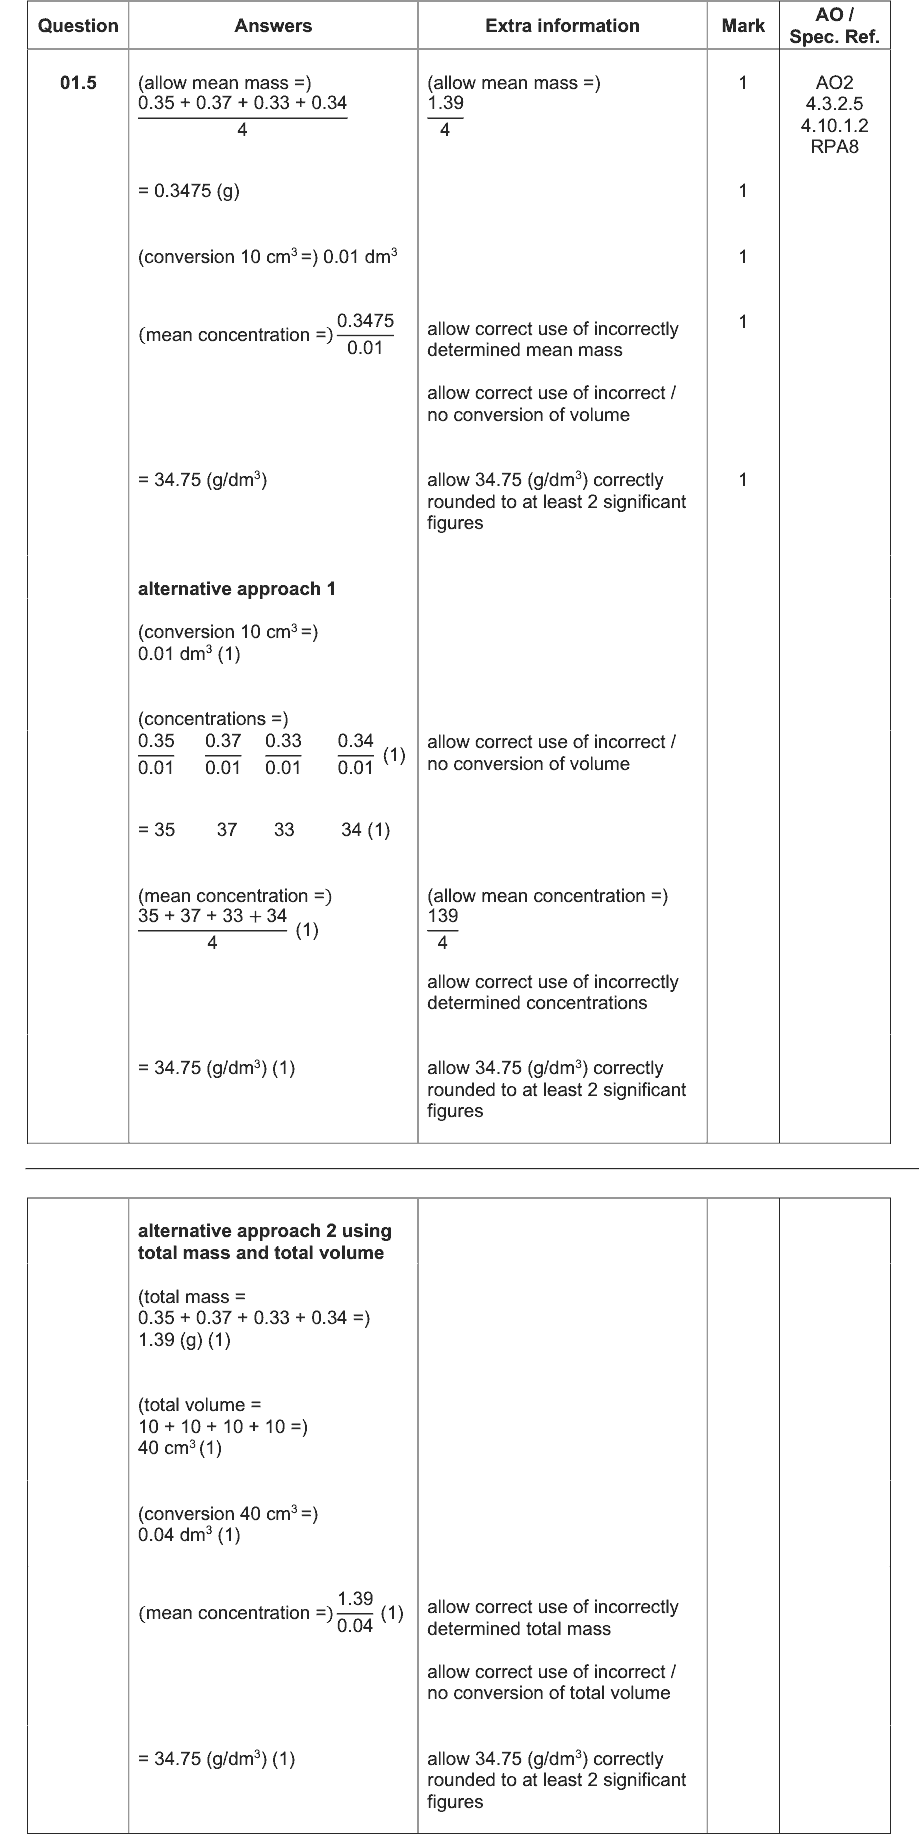 Question Answers Extra information Mark AO / Spec. Ref.
01.5 (allow mean mass =) (allow mean mass =) 1 AO2
0.35 + 0.37 + 0.33 + 0.34 1.39 4.3.2.5
4 4 4.10.1.2
RPA8
= 0.3475 (g) 1
(conversion 10 cm³ =) 0.01 dm³ 1
(mean concentration =) 0.3475 / 0.01 allow correct use of incorrectly 1
determined mean mass
allow correct use of incorrect /
no conversion of volume
= 34.75 (g/dm³) allow 34.75 (g/dm³) correctly 1
rounded to at least 2 significant
figures
alternative approach 1
(conversion 10 cm³ =)
0.01 dm³ (1)
(concentrations =)
0.35 0.37 0.33 0.34 (1) allow correct use of incorrect /
0.01 0.01 0.01 0.01 no conversion of volume
= 35 37 33 34 (1)
(mean concentration =) (allow mean concentration =)
35 + 37 + 33 + 34 (1) 139
4 4
allow correct use of incorrectly
determined concentrations
= 34.75 (g/dm³) (1) allow 34.75 (g/dm³) correctly
rounded to at least 2 significant
figures
alternative approach 2 using
total mass and total volume
(total mass =
0.35 + 0.37 + 0.33 + 0.34 =)
1.39 (g) (1)
(total volume =
10 + 10 + 10 + 10 =)
40 cm³ (1)
(conversion 40 cm³ =)
0.04 dm³ (1)
(mean concentration =) 1.39 / 0.04 (1) allow correct use of incorrectly
determined total mass
allow correct use of incorrect /
no conversion of total volume
= 34.75 (g/dm³) (1) allow 34.75 (g/dm³) correctly
rounded to at least 2 significant
figures